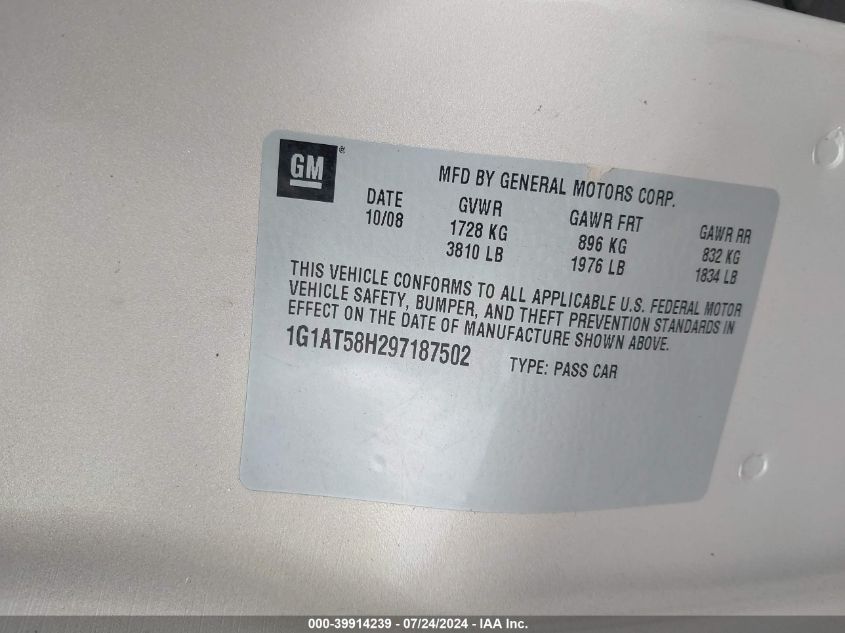 GM®
MFD BY GENERAL MOTORS CORP.
DATE GVWR GAWR FRT GAWR RR
10/08 1728 KG 896 KG 832 KG
3810 LB 1976 LB 1834 LB
THIS VEHICLE CONFORMS TO ALL APPLICABLE U.S. FEDERAL MOTOR
VEHICLE SAFETY, BUMPER, AND THEFT PREVENTION STANDARDS IN
EFFECT ON THE DATE OF MANUFACTURE SHOWN ABOVE.
1G1AT58H297187502 TYPE: PASS CAR
000-39914239 - 07/24/2024 - IAA Inc.